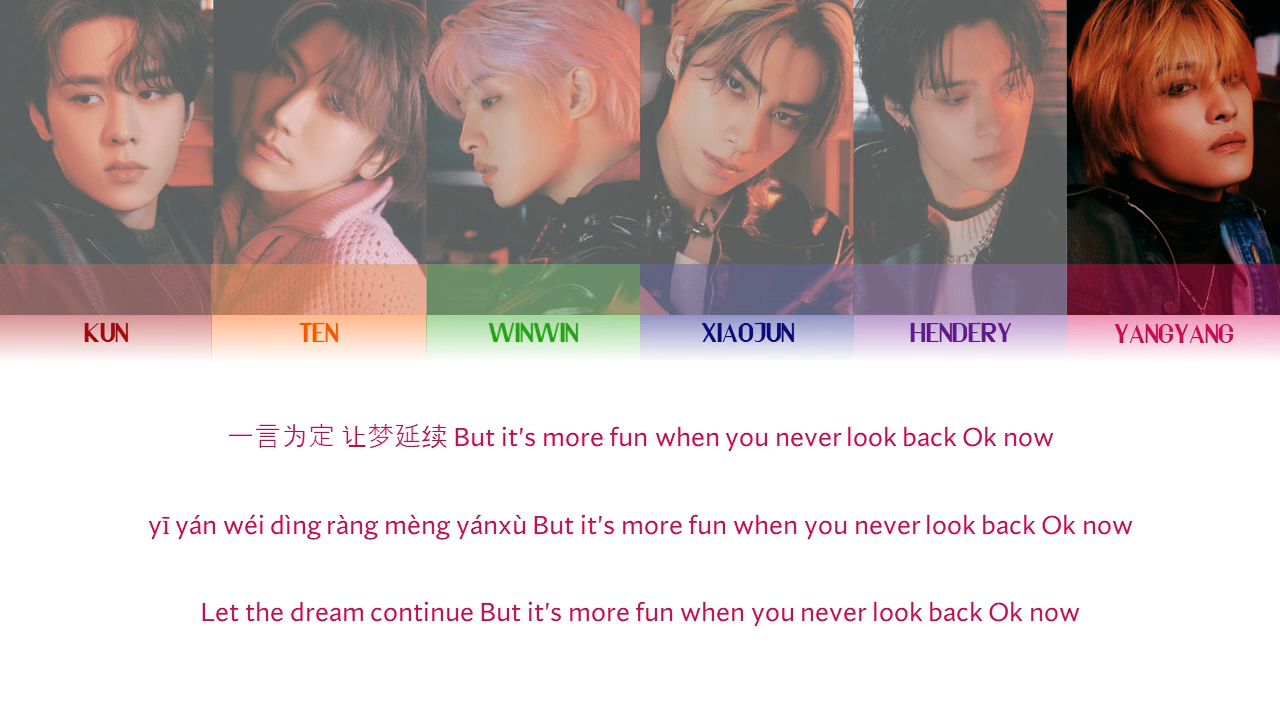 KUN TEN WINWIN XIAOJUN HENDERY YANGYANG
一言为定 让梦延续 But it's more fun when you never look back Ok now
yī yán wéi dìng ràng mèng yánxù But it's more fun when you never look back Ok now
Let the dream continue But it's more fun when you never look back Ok now